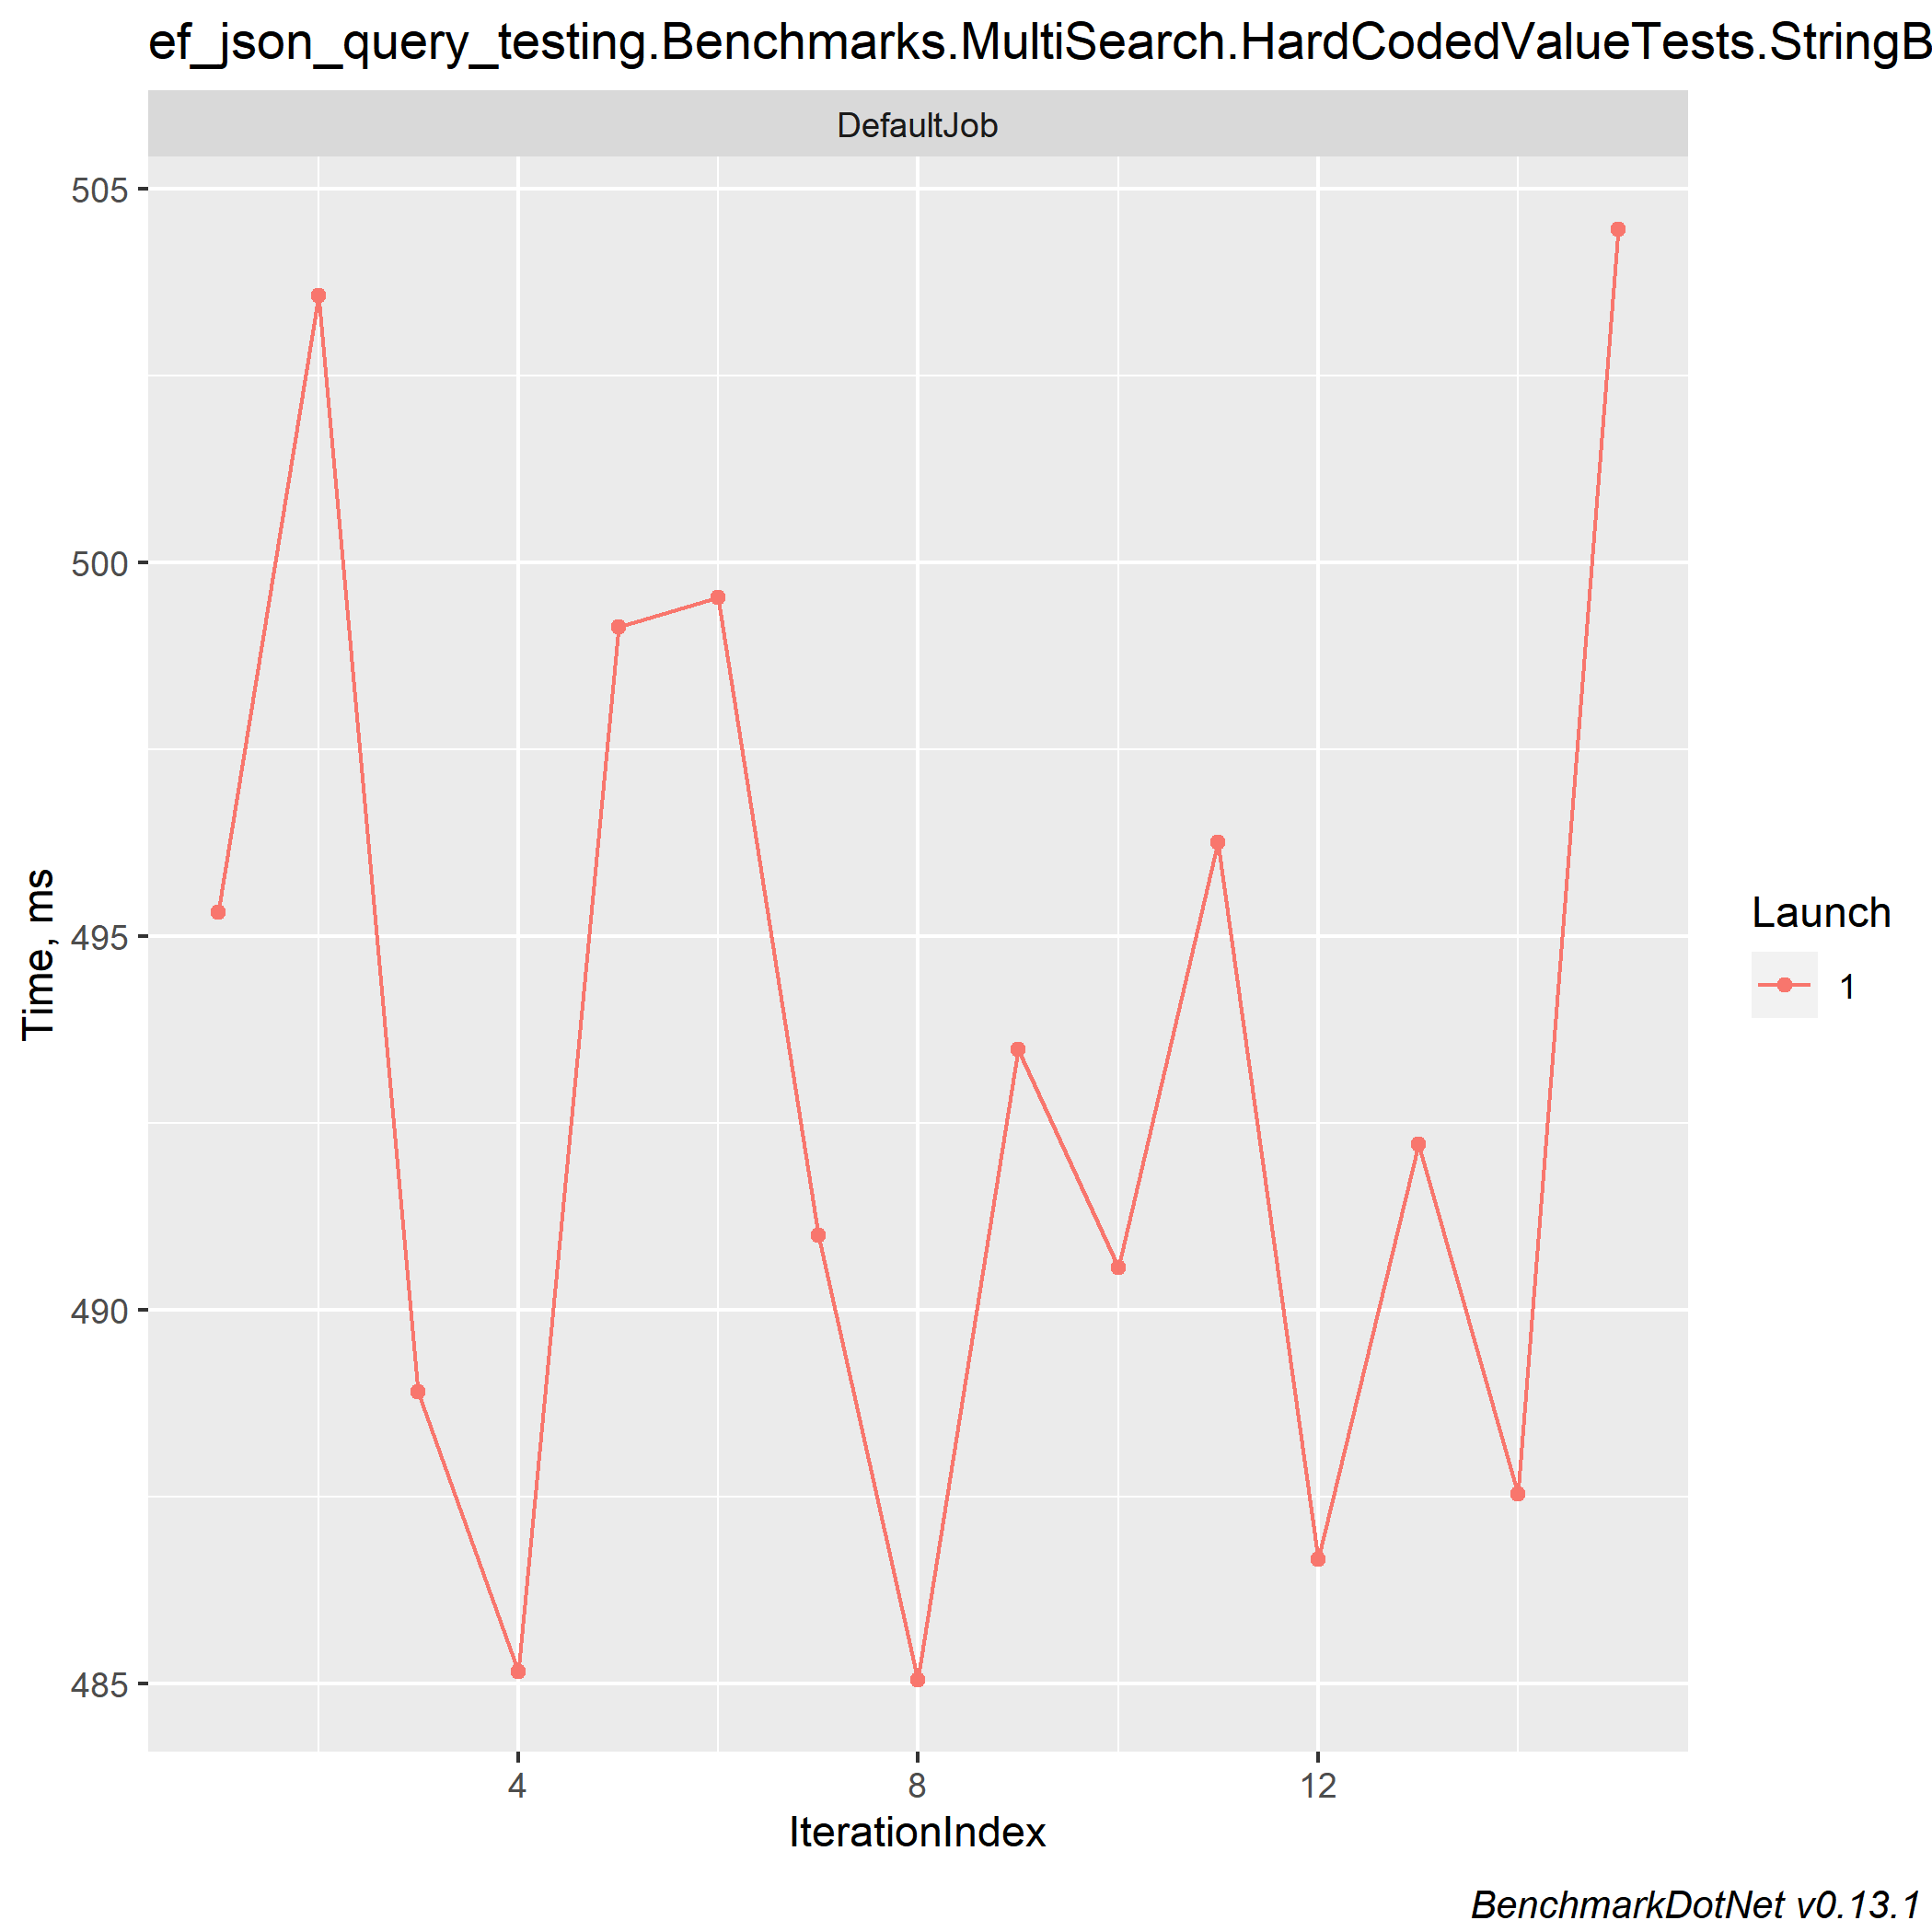 ef_json_query_testing.Benchmarks.MultiSearch.HardCodedValueTests.StringB
DefaultJob
505
500
495
490
485
Time, ms
4 8 12
IterationIndex
Launch
1
BenchmarkDotNet v0.13.1